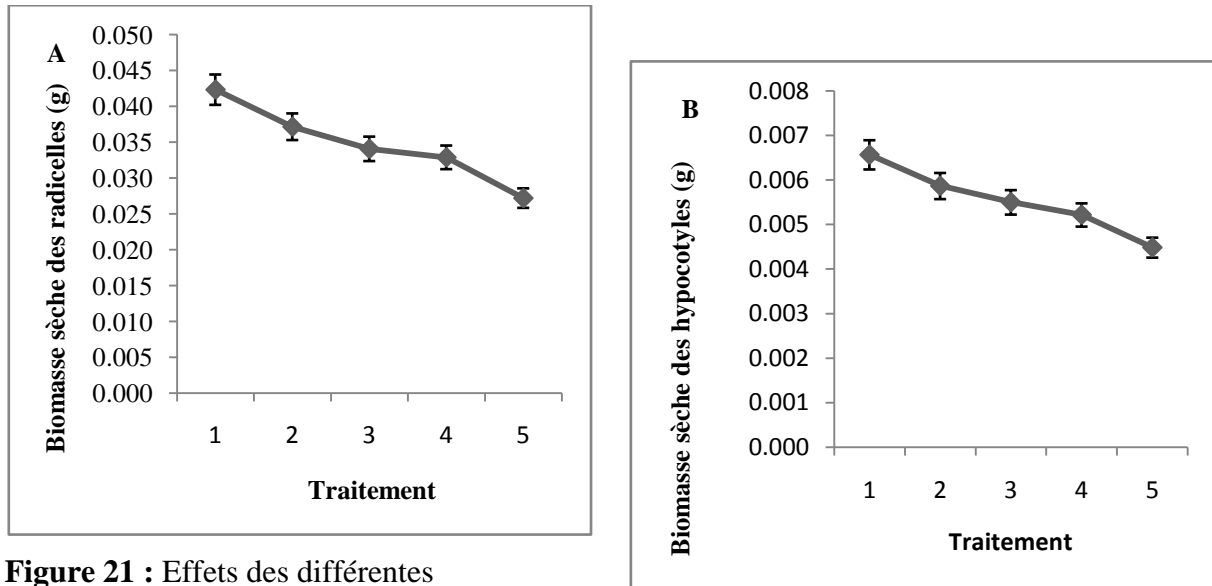 A
Biomasse sèche des radicelles (g)
0.050
0.045
0.040
0.035
0.030
0.025
0.020
0.015
0.010
0.005
0.000
1 2 3 4 5
Traitement
B
Biomasse sèche des hypocotyles (g)
0.008
0.007
0.006
0.005
0.004
0.003
0.002
0.001
0.000
1 2 3 4 5
Traitement
Figure 21 : Effets des différentes